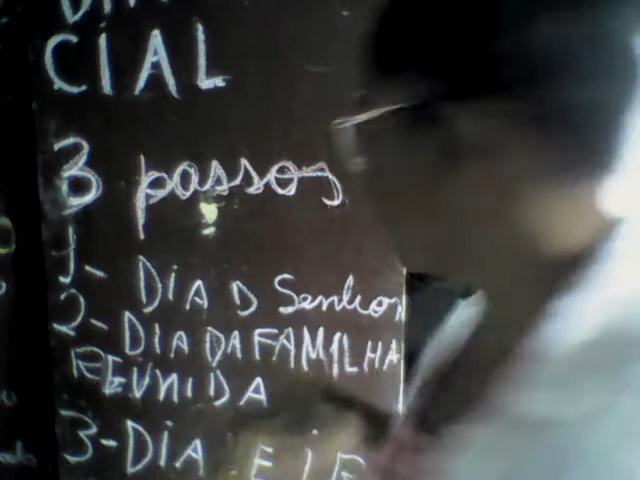 CIAL
3 passos
1- DIA D Senhor
2- DIA DA FAMILHA
REUNIDA
3-DIA